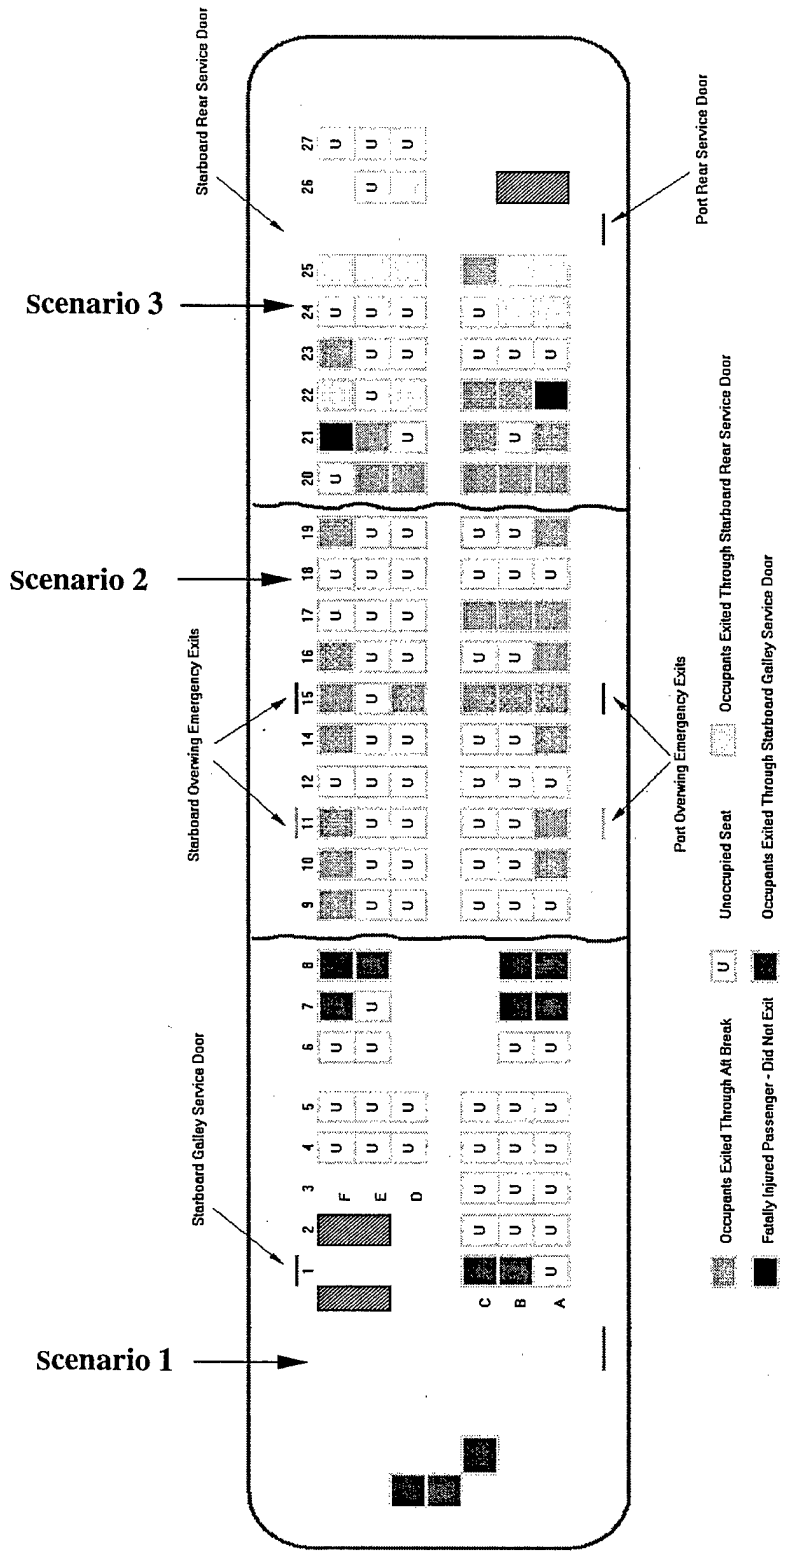 Starboard Rear Service Door
Port Rear Service Door
27 U U U
26 U
25
Scenario 3
24 U U U U
23 U U U U U
22 U
21 U U
20 U
19 U U U U
Scenario 2
18 U U U U U U
17 U U U
16 U U U U
Starboard Overwing Emergency Exits
15 U
14 U U U U
Port Overwing Emergency Exits
12 U U U U U U
11 U U U U
10 U U U U
9 U U U U U
8
7 U
6 U U U U
Starboard Galley Service Door
5 U U U U U U
4 U U U U U U
3 F E D U U U
2 U U U
1 U
C B A
Scenario 1
Occupants Exited Through Aft Break
U Unoccupied Seat
Occupants Exited Through Starboard Rear Service Door
Fatally Injured Passenger - Did Not Exit
Occupants Exited Through Starboard Galley Service Door